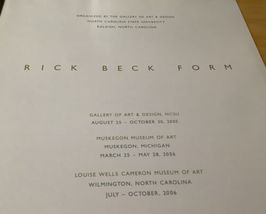 ORGANIZED BY THE GALLERY OF ART & DESIGN
NORTH CAROLINA STATE UNIVERSITY
RALEIGH, NORTH CAROLINA
RICK BECK FORM
GALLERY OF ART & DESIGN, NCSU
AUGUST 25 – OCTOBER 20, 2005
MUSKEGON MUSEUM OF ART
MUSKEGON, MICHIGAN
MARCH 25 – MAY 28, 2006
LOUISE WELLS CAMERON MUSEUM OF ART
WILMINGTON, NORTH CAROLINA
JULY – OCTOBER, 2006